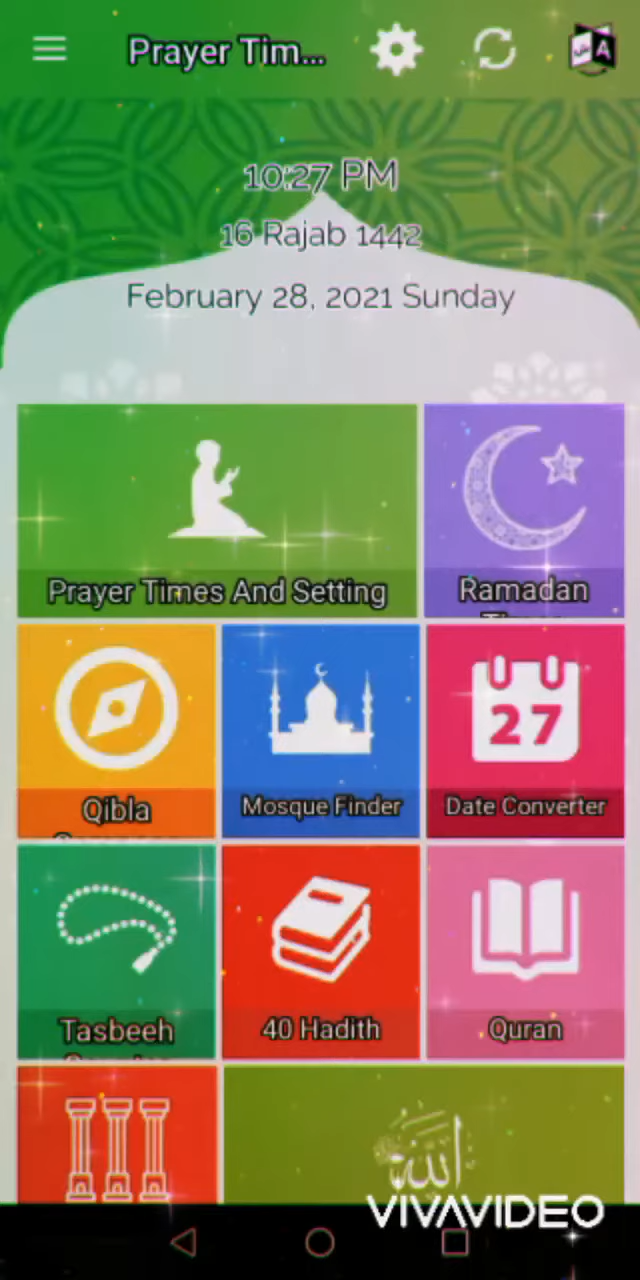 Prayer Tim...
10:27 PM
16 Rajab 1442
February 28, 2021 Sunday
Prayer Times And Setting
Ramadan
27
Qibla
Mosque Finder
Date Converter
Tasbeeh
40 Hadith
Quran
الله
VIVAVIDEO